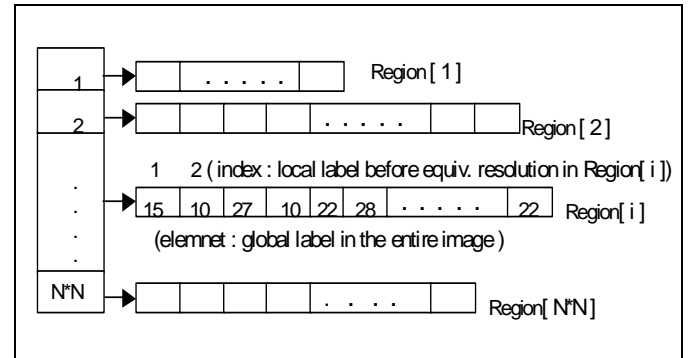 1 . . . . . Region [ 1 ]
2 . . . . . Region [ 2 ]
1 2 ( index : local label before equiv. resolution in Region[ i ])
. . . .
15 10 27 10 22 28 . . . . . 22 Region[ i ]
(elemnet : global label in the entire image )
N*N . . . . Region[ N*N ]